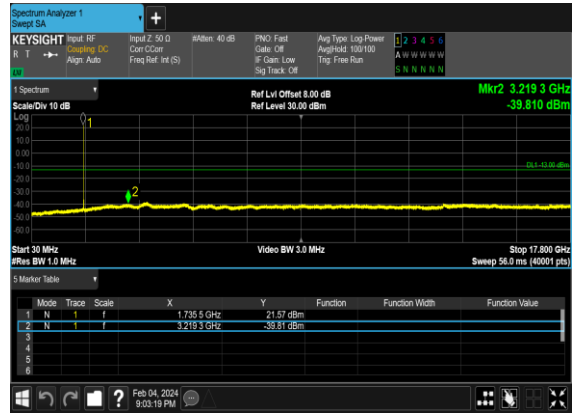 Spectrum Analyzer 1
Swept SA
+
KEYSIGHT Input: RF Input Z: 50 Ω #Atten: 40 dB PNO: Fast Avg Type: Log-Power 1 2 3 4 5 6
R T Coupling: DC Corr CCorr Gate: Off Avg|Hold: 100/100 A W W W W W
Align: Auto Freq Ref: Int (S) IF Gain: Low Trig: Free Run
Sig Track: Off S N N N N N
1 Spectrum
Ref Lvl Offset 8.00 dB Mkr2 3.219 3 GHz
Scale/Div 10 dB Ref Level 30.00 dBm -39.810 dBm
Log
20.0
10.0
0.00
-10.0
-20.0
-30.0
-40.0
-50.0
-60.0
1
2
DL1 -13.00 dBm
Start 30 MHz Video BW 3.0 MHz Stop 17.800 GHz
#Res BW 1.0 MHz Sweep 56.0 ms (40001 pts)
5 Marker Table
Mode Trace Scale X Y Function Function Width Function Value
1 N 1 f 1.735 5 GHz 21.57 dBm
2 N 1 f 3.219 3 GHz -39.81 dBm
3
4
5
6
? Feb 04, 2024
9:03:19 PM